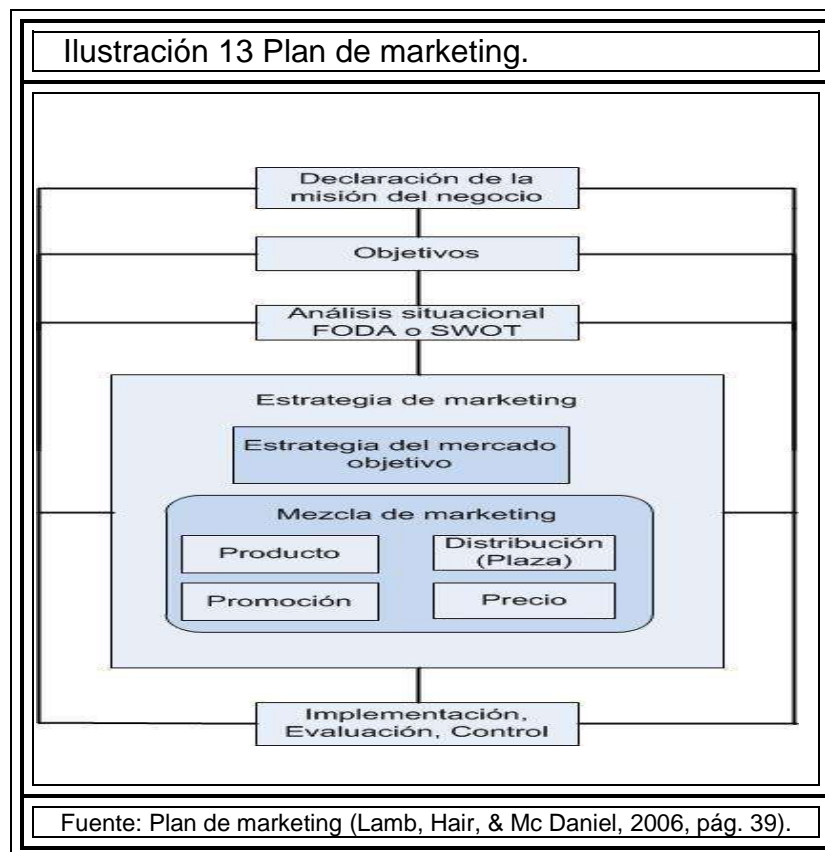 Ilustración 13 Plan de marketing.
Declaración de la
misión del negocio
Objetivos
Análisis situacional
FODA o SWOT
Estrategia de marketing
Estrategia del mercado
objetivo
Mezcla de marketing
Producto
Distribución
(Plaza)
Promoción
Precio
Implementación,
Evaluación, Control
Fuente: Plan de marketing (Lamb, Hair, & Mc Daniel, 2006, pág. 39).